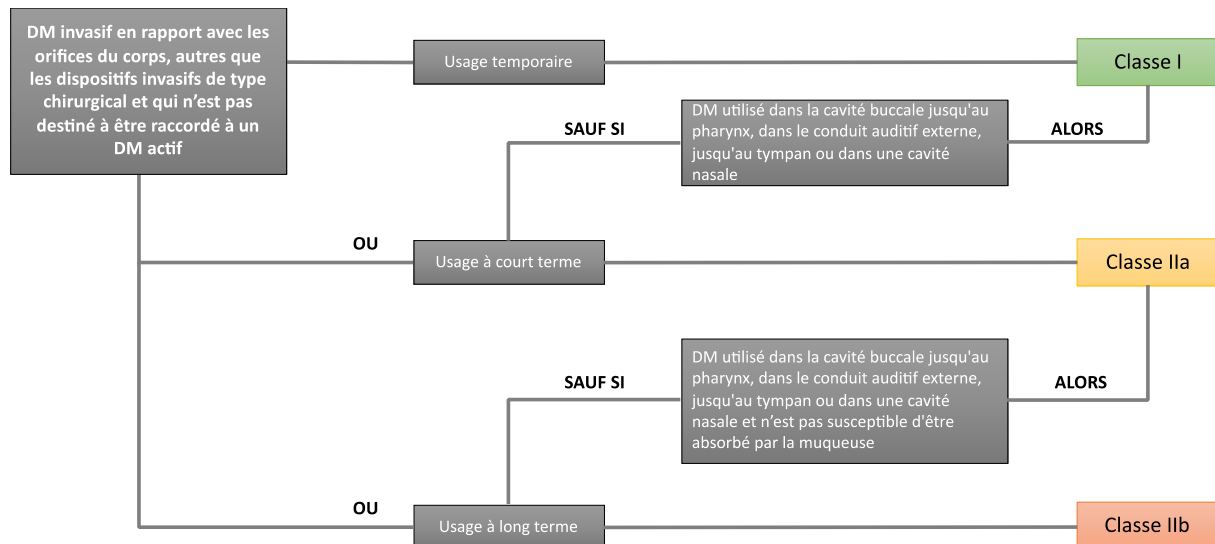 DM invasif en rapport avec les
orifices du corps, autres que
les dispositifs invasifs de type
chirurgical et qui n’est pas
destiné à être raccordé à un
DM actif
Usage temporaire
Classe I
SAUF SI
DM utilisé dans la cavité buccale jusqu'au
pharynx, dans le conduit auditif externe,
jusqu'au tympan ou dans une cavité
nasale
ALORS
OU
Usage à court terme
Classe IIa
SAUF SI
DM utilisé dans la cavité buccale jusqu'au
pharynx, dans le conduit auditif externe,
jusqu'au tympan ou dans une cavité
nasale et n’est pas susceptible d'être
absorbé par la muqueuse
ALORS
OU
Usage à long terme
Classe IIb